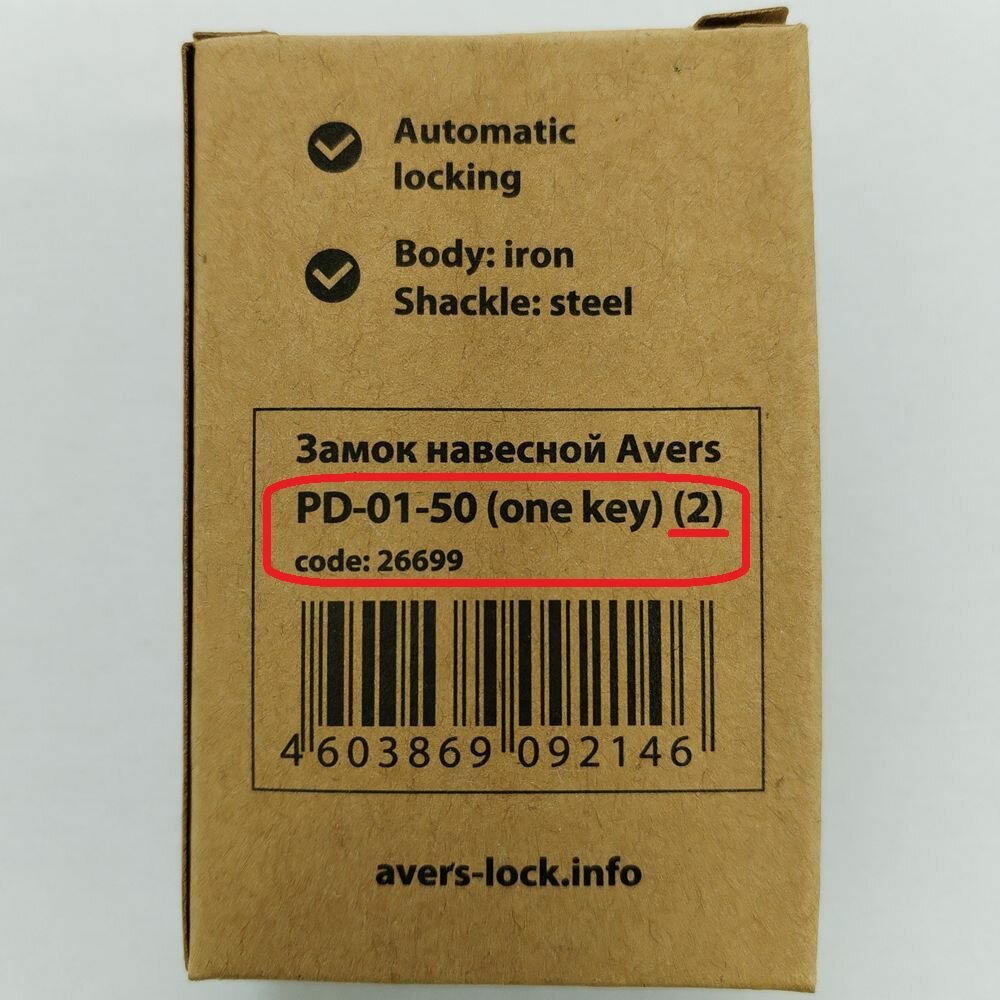 Automatic
locking
Body: iron
Shackle: steel
Замок навесной Avers
PD-01-50 (one key) (2)
code: 26699
4 603869 092146
avers-lock.info